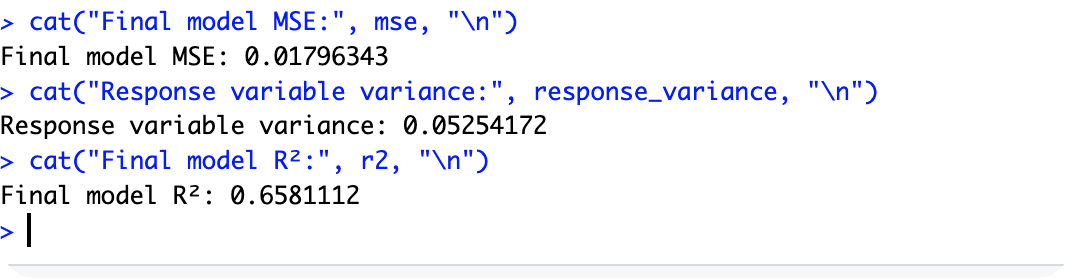 > cat("Final model MSE:", mse, "\n")
Final model MSE: 0.01796343
> cat("Response variable variance:", response_variance, "\n")
Response variable variance: 0.05254172
> cat("Final model R²:", r2, "\n")
Final model R²: 0.6581112
>